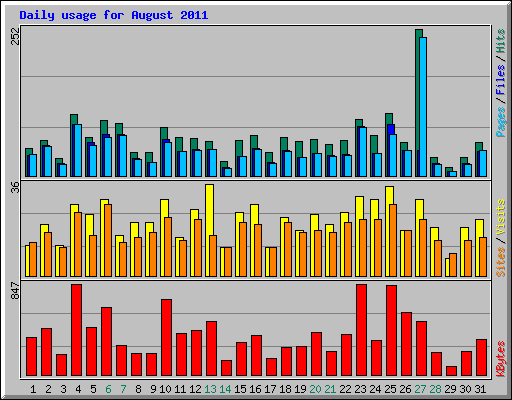 Daily usage for August 2011
252
Pages / Files / Hits
36
Sites / Visits
847
KBytes
1 2 3 4 5 6 7 8 9 10 11 12 13 14 15 16 17 18 19 20 21 22 23 24 25 26 27 28 29 30 31